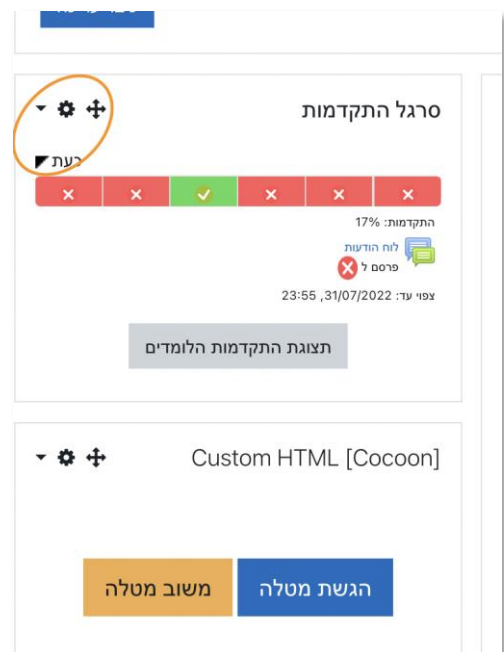 סרגל התקדמות
כעת
התקדמות: 17%
לוח הודעות
פרסם ל
צפוי עד: 31/07/2022, 23:55
תצוגת התקדמות הלומדים
Custom HTML [Cocoon]
הגשת מטלה
משוב מטלה